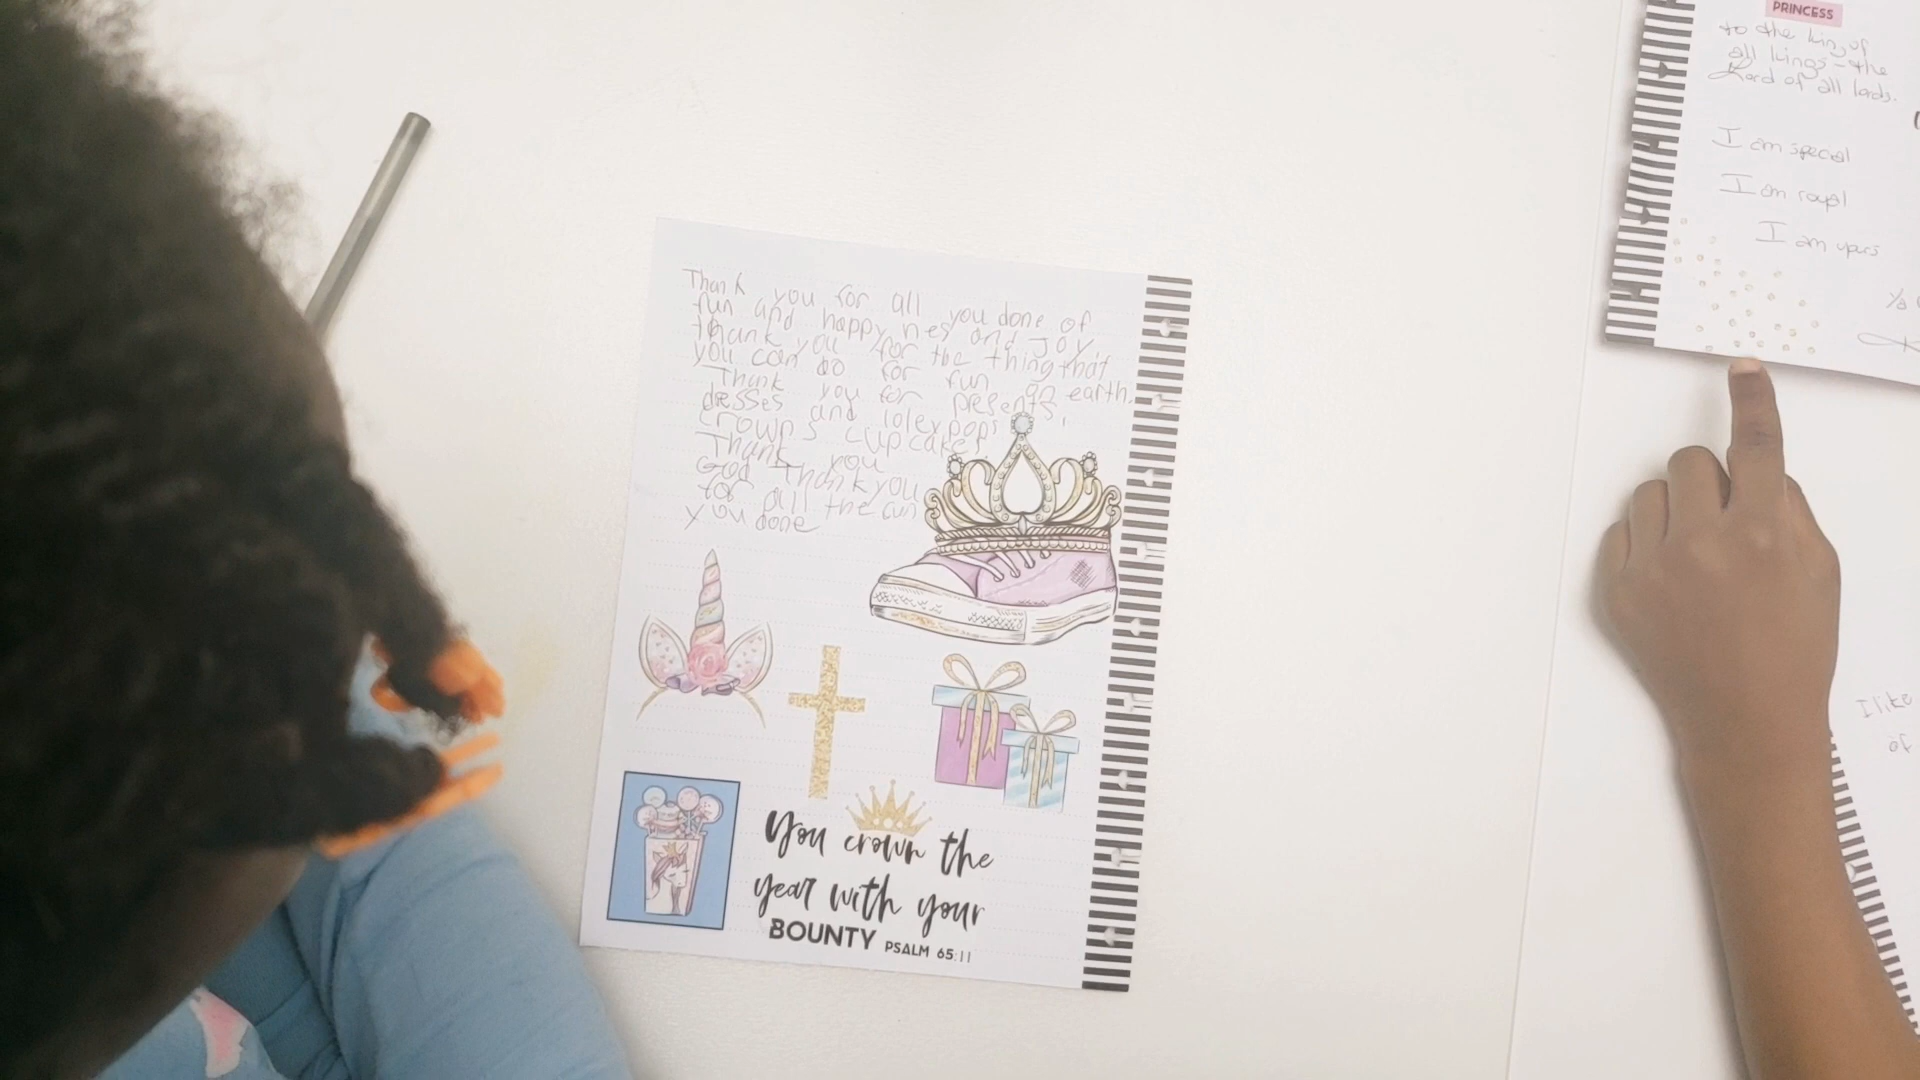 Thank you for all you done of
fun and happy nes and Joy
thank you for the thing that
you can do for fun on earth.
Thank you for presents,
dresses and loleypops
crowns cupcakes
Thank you
God Thank you
for all the fun
you done
You crown the
year with your
BOUNTY PSALM 65:11
PRINCESS
to the king of
all kings - the
Lord of all lords.
I am special
I am royal
I am yours
I like
of